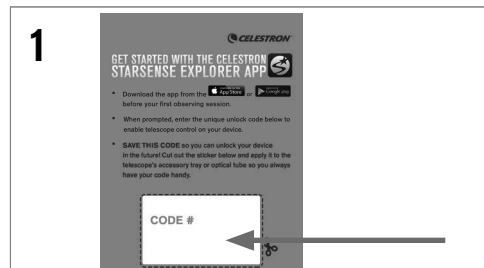 1
CELESTRON
GET STARTED WITH THE CELESTRON
STARSENSE EXPLORER APP
• Download the app from the App Store or Google play
before your first observing session.
• When prompted, enter the unique unlock code below to
enable telescope control on your device.
• SAVE THIS CODE so you can unlock your device
in the future! Cut out the sticker below and apply it to the
telescope's accessory tray or optical tube so you always
have your code handy.
CODE #